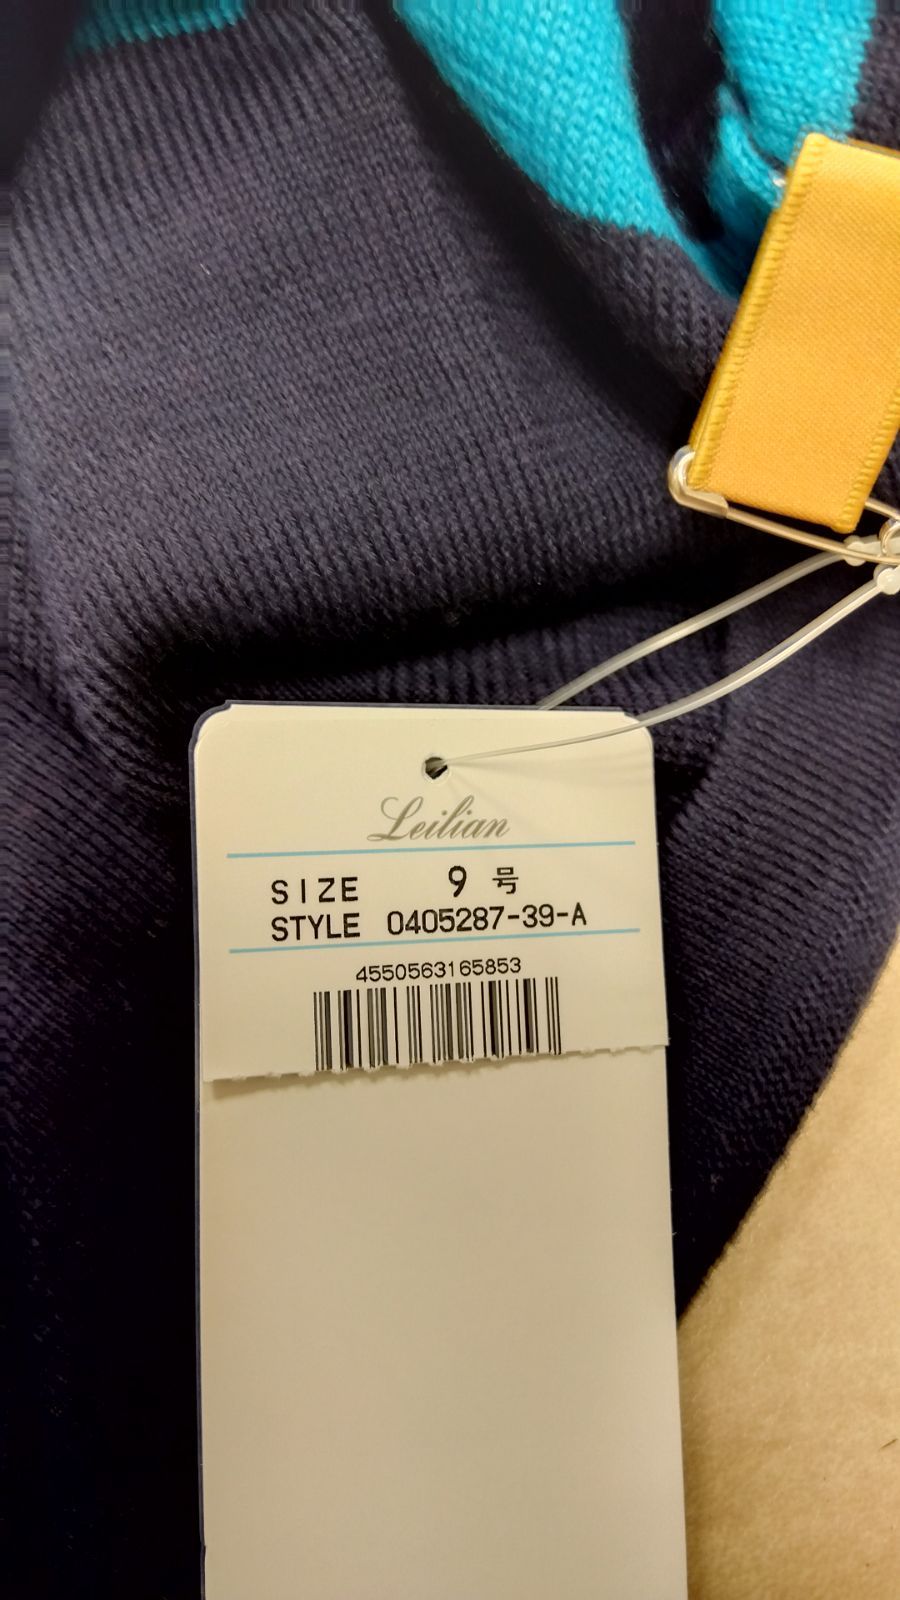 Leilian
SIZE 9 号
STYLE 0405287-39-A
4550563165853